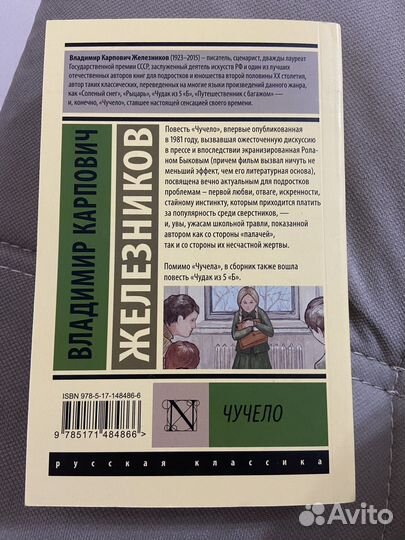 Владимир Карпович Железников (1923–2015) – писатель, сценарист, дважды лауреат
Государственной премии СССР, заслуженный деятель искусств РФ и один из лучших
отечественных авторов книг для подростков и юношества второй половины XX столетия,
автор таких классических, переведенных на многие языки произведений данного жанра,
как «Соленый снег», «Рыцарь», «Чудак из 5 «Б», «Путешественник с багажом» —
и, конечно, «Чучело», ставшее настоящей сенсацией своего времени.
ВЛАДИМИР КАРПОВИЧ
ЖЕЛЕЗНИКОВ
Повесть «Чучело», впервые опубликованная
в 1981 году, вызвавшая ожесточенную дискуссию
в прессе и впоследствии экранизированная Рола-
ном Быковым (причем фильм вызвал ничуть не
меньший эффект, чем его литературная основа),
посвящена вечно актуальным для подростков
проблемам – первой любви, отваге, искренности,
стайному инстинкту, которым приходится платить
за популярность среди сверстников, —
и, увы, ужасам школьной травли, показанной
автором как со стороны «палачей»,
так и со стороны их несчастной жертвы.
Помимо «Чучела», в сборник также вошла
повесть «Чудак из 5 «Б».
ISBN 978-5-17-148486-6
9 785171 484866 >
N
ЧУЧЕЛО
русская классика
Avito